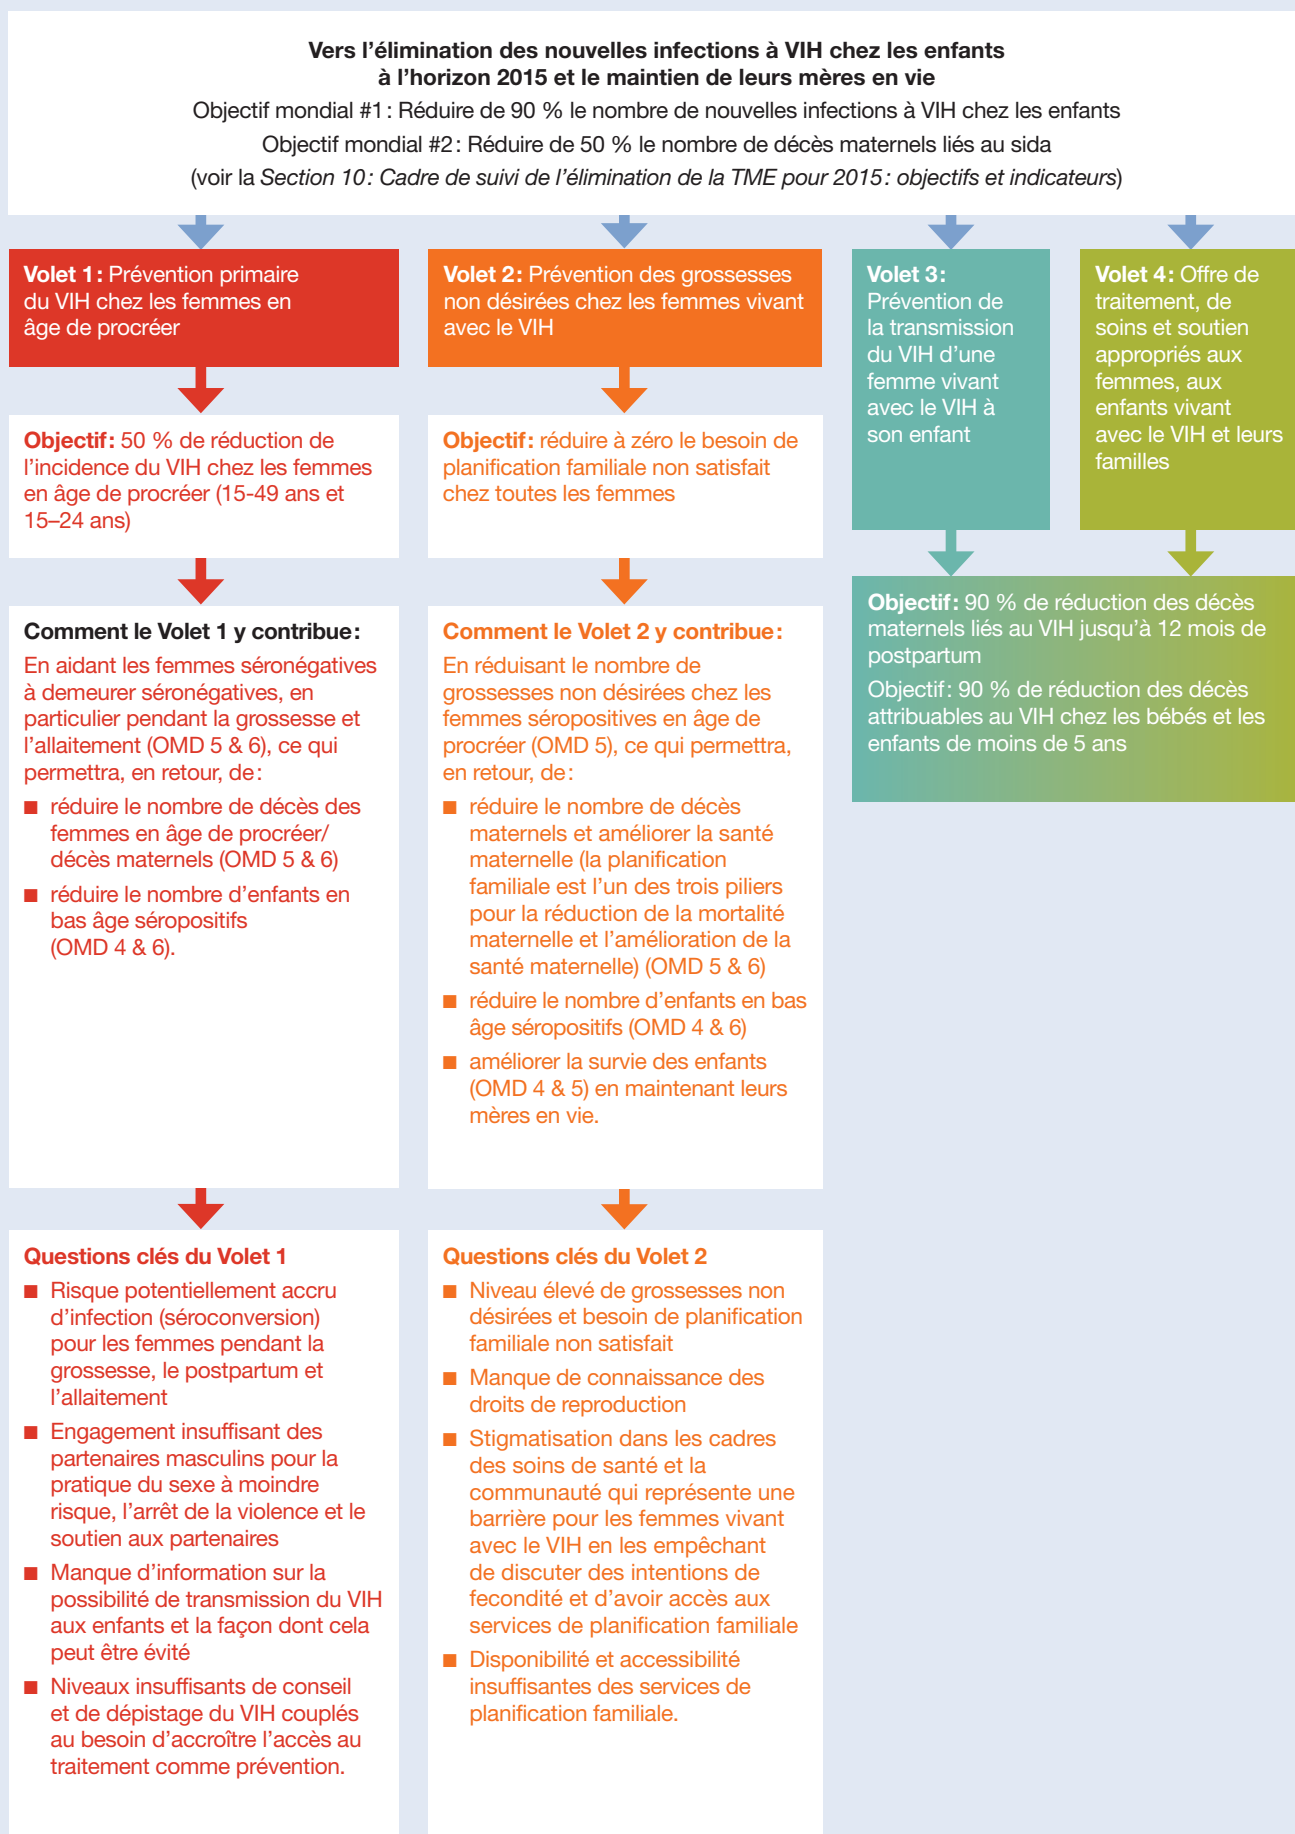 Vers l’élimination des nouvelles infections à VIH chez les enfants
à l’horizon 2015 et le maintien de leurs mères en vie
Objectif mondial #1 : Réduire de 90 % le nombre de nouvelles infections à VIH chez les enfants
Objectif mondial #2 : Réduire de 50 % le nombre de décès maternels liés au sida
(voir la Section 10 : Cadre de suivi de l’élimination de la TME pour 2015 : objectifs et indicateurs)
Volet 1 : Prévention primaire
du VIH chez les femmes en
âge de procréer
Objectif : 50 % de réduction de
l’incidence du VIH chez les femmes
en âge de procréer (15-49 ans et
15–24 ans)
Comment le Volet 1 y contribue :
En aidant les femmes séronégatives
à demeurer séronégatives, en
particulier pendant la grossesse et
l’allaitement (OMD 5 & 6), ce qui
permettra, en retour, de :
■ réduire le nombre de décès des
femmes en âge de procréer/
décès maternels (OMD 5 & 6)
■ réduire le nombre d’enfants en
bas âge séropositifs
(OMD 4 & 6).
Questions clés du Volet 1
■ Risque potentiellement accru
d’infection (séroconversion)
pour les femmes pendant la
grossesse, le postpartum et
l’allaitement
■ Engagement insuffisant des
partenaires masculins pour la
pratique du sexe à moindre
risque, l’arrêt de la violence et le
soutien aux partenaires
■ Manque d’information sur la
possibilité de transmission du VIH
aux enfants et la façon dont cela
peut être évité
■ Niveaux insuffisants de conseil
et de dépistage du VIH couplés
au besoin d’accroître l’accès au
traitement comme prévention.
Volet 2 : Prévention des grossesses
non désirées chez les femmes vivant
avec le VIH
Objectif : réduire à zéro le besoin de
planification familiale non satisfait
chez toutes les femmes
Comment le Volet 2 y contribue :
En réduisant le nombre de
grossesses non désirées chez les
femmes séropositives en âge de
procréer (OMD 5), ce qui permettra,
en retour, de :
■ réduire le nombre de décès
maternels et améliorer la santé
maternelle (la planification
familiale est l’un des trois piliers
pour la réduction de la mortalité
maternelle et l’amélioration de la
santé maternelle) (OMD 5 & 6)
■ réduire le nombre d’enfants en bas
âge séropositifs (OMD 4 & 6)
■ améliorer la survie des enfants
(OMD 4 & 5) en maintenant leurs
mères en vie.
Questions clés du Volet 2
■ Niveau élevé de grossesses non
désirées et besoin de planification
familiale non satisfait
■ Manque de connaissance des
droits de reproduction
■ Stigmatisation dans les cadres
des soins de santé et la
communauté qui représente une
barrière pour les femmes vivant
avec le VIH en les empêchant
de discuter des intentions de
fecondité et d’avoir accès aux
services de planification familiale
■ Disponibilité et accessibilité
insuffisantes des services de
planification familiale.
Volet 3 :
Prévention de
la transmission
du VIH d’une
femme vivant
avec le VIH à
son enfant
Volet 4 : Offre de
traitement, de
soins et soutien
appropriés aux
femmes, aux
enfants vivant
avec le VIH et leurs
familles
Objectif : 90 % de réduction des décès
maternels liés au VIH jusqu’à 12 mois de
postpartum
Objectif : 90 % de réduction des décès
attribuables au VIH chez les bébés et les
enfants de moins de 5 ans